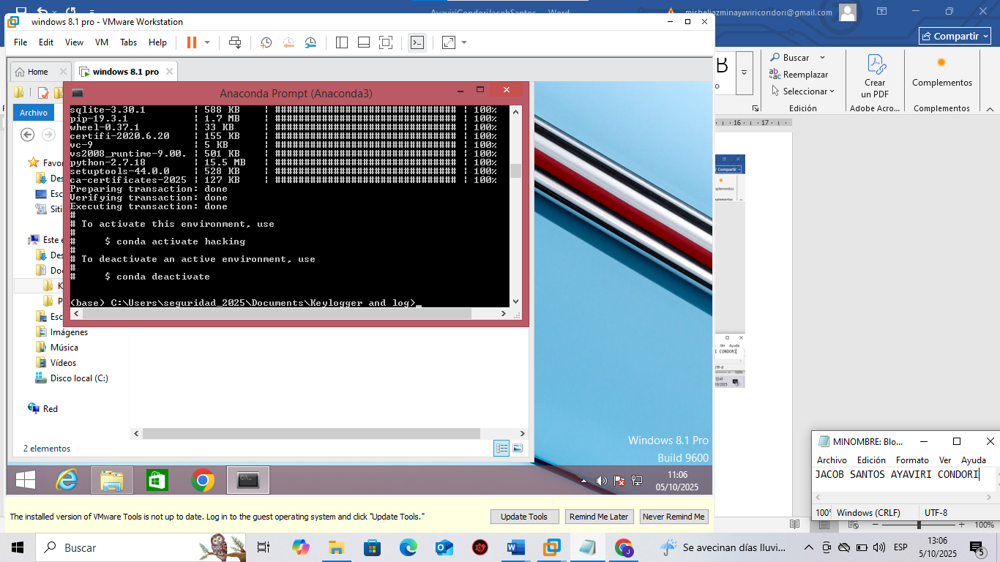 AyaviriCondoriJacobSantos - Word
misheljazminayaviricondori@gmail.com
windows 8.1 pro - VMware Workstation
Compartir
File Edit View VM Tabs Help
Buscar
Reemplazar
Seleccionar
Edición
Crear
un PDF
Adobe Acro...
Complementos
Complementos
Home
windows 8.1 pro
16 17
Anaconda Prompt (Anaconda3)
Archivo
sqlite-3.30.1 | 588 KB | ############################### | 100%
pip-19.3.1 | 1.7 MB | ############################### | 100%
wheel-0.37.1 | 33 KB | ############################### | 100%
certifi-2020.6.20 | 155 KB | ############################### | 100%
vc-9 | 5 KB | ############################### | 100%
vs2008_runtime-9.00. | 501 KB | ############################### | 100%
python-2.7.18 | 15.5 MB | ############################### | 100%
setuptools-44.0.0 | 528 KB | ############################### | 100%
ca-certificates-2025 | 127 KB | ############################### | 100%
Preparing transaction: done
Verifying transaction: done
Executing transaction: done
#
# To activate this environment, use
#
# $ conda activate hacking
#
# To deactivate an active environment, use
#
# $ conda deactivate
(base) C:\Users\seguridad_2025\Documents\Keylogger and log>_
Favor
Des
Esc
Siti
Este e
Des
Doc
K
P
Esc
Imágenes
Música
Vídeos
Disco local (C:)
Red
2 elementos
Windows 8.1 Pro
Build 9600
11:06
05/10/2025
The installed version of VMware Tools is not up to date. Log in to the guest operating system and click "Update Tools."
Update Tools
Remind Me Later
Never Remind Me
MINOMBRE: Blo...
Archivo Edición Formato Ver Ayuda
JACOB SANTOS AYAVIRI CONDORI
100% Windows (CRLF) UTF-8
100%
Buscar
Se avecinan días lluvi...
ESP
13:06
5/10/2025
5